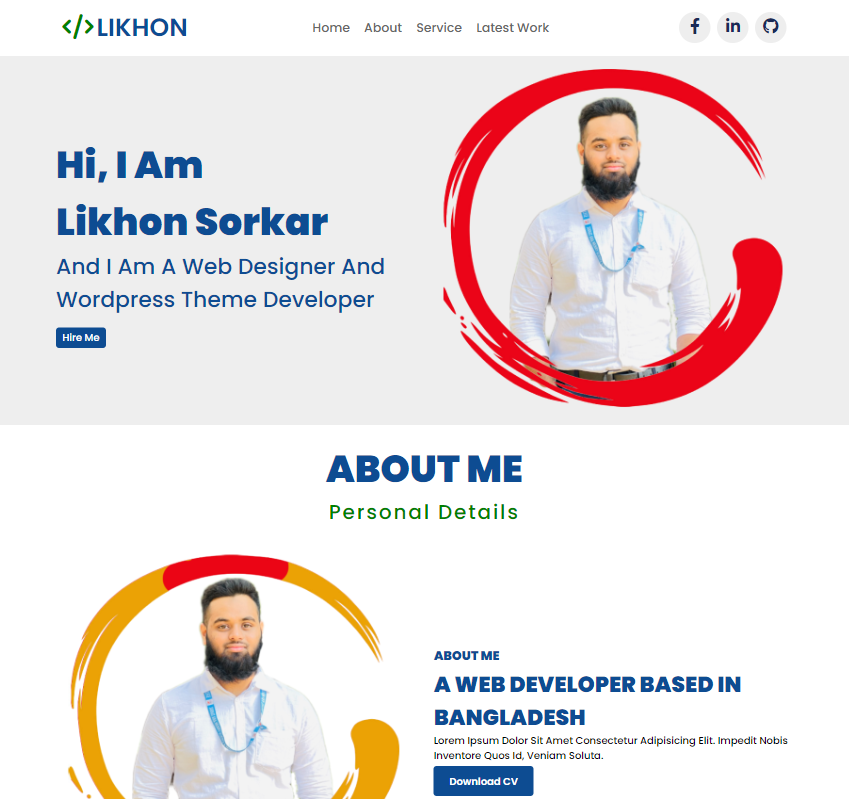 </>LIKHON
Home About Service Latest Work
Hi, I Am
Likhon Sorkar
And I Am A Web Designer And
Wordpress Theme Developer
Hire Me
ABOUT ME
Personal Details
ABOUT ME
A WEB DEVELOPER BASED IN
BANGLADESH
Lorem Ipsum Dolor Sit Amet Consectetur Adipisicing Elit. Impedit Nobis
Inventore Quos Id, Veniam Soluta.
Download CV